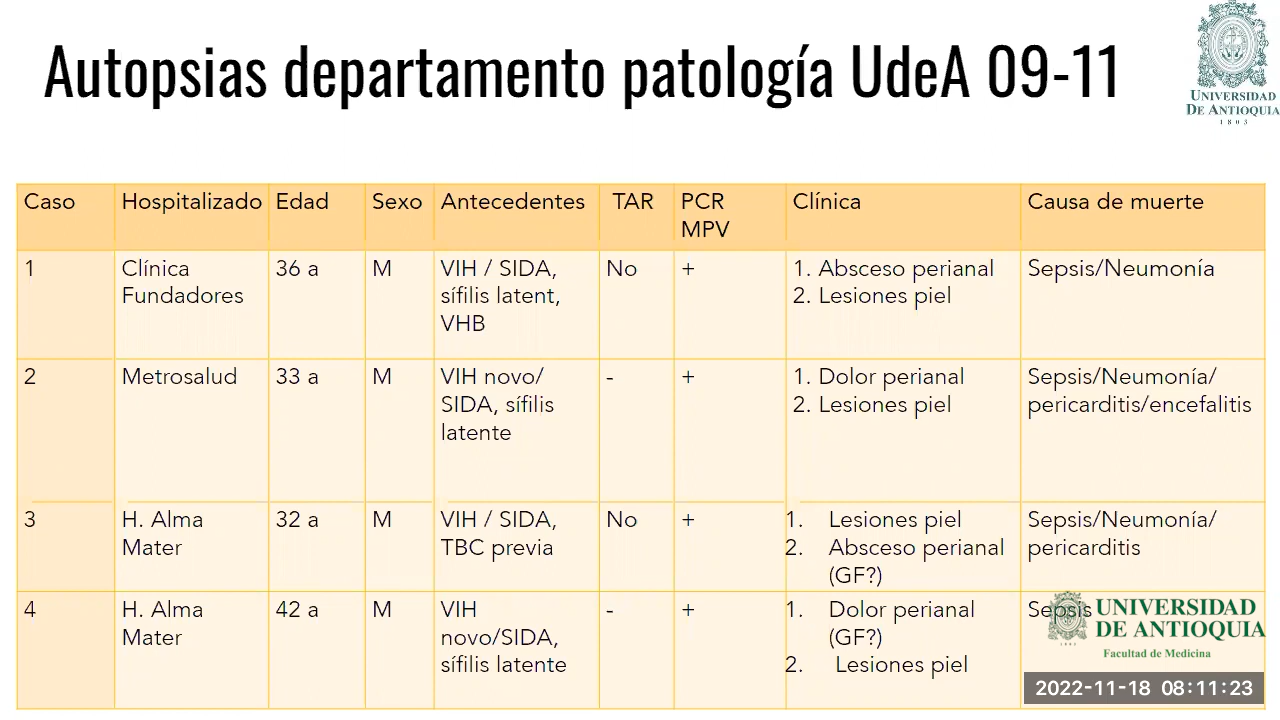 Autopsias departamento patología UdeA 09-11
UNIVERSIDAD
DE ANTIOQUIA
1803
Caso Hospitalizado Edad Sexo Antecedentes TAR PCR MPV Clínica Causa de muerte
1
Clínica
Fundadores
36 a
M
VIH / SIDA,
sífilis latent,
VHB
No
+
1. Absceso perianal
2. Lesiones piel
Sepsis/Neumonía
2
Metrosalud
33 a
M
VIH novo/
SIDA, sífilis
latente
-
+
1. Dolor perianal
2. Lesiones piel
Sepsis/Neumonía/
pericarditis/encefalitis
3
H. Alma
Mater
32 a
M
VIH / SIDA,
TBC previa
No
+
1. Lesiones piel
2. Absceso perianal
(GF?)
Sepsis/Neumonía/
pericarditis
4
H. Alma
Mater
42 a
M
VIH
novo/SIDA,
sífilis latente
-
+
1. Dolor perianal
(GF?)
2. Lesiones piel
Sepsis
UNIVERSIDAD
DE ANTIOQUIA
1803
Facultad de Medicina
2022-11-18 08:11:23